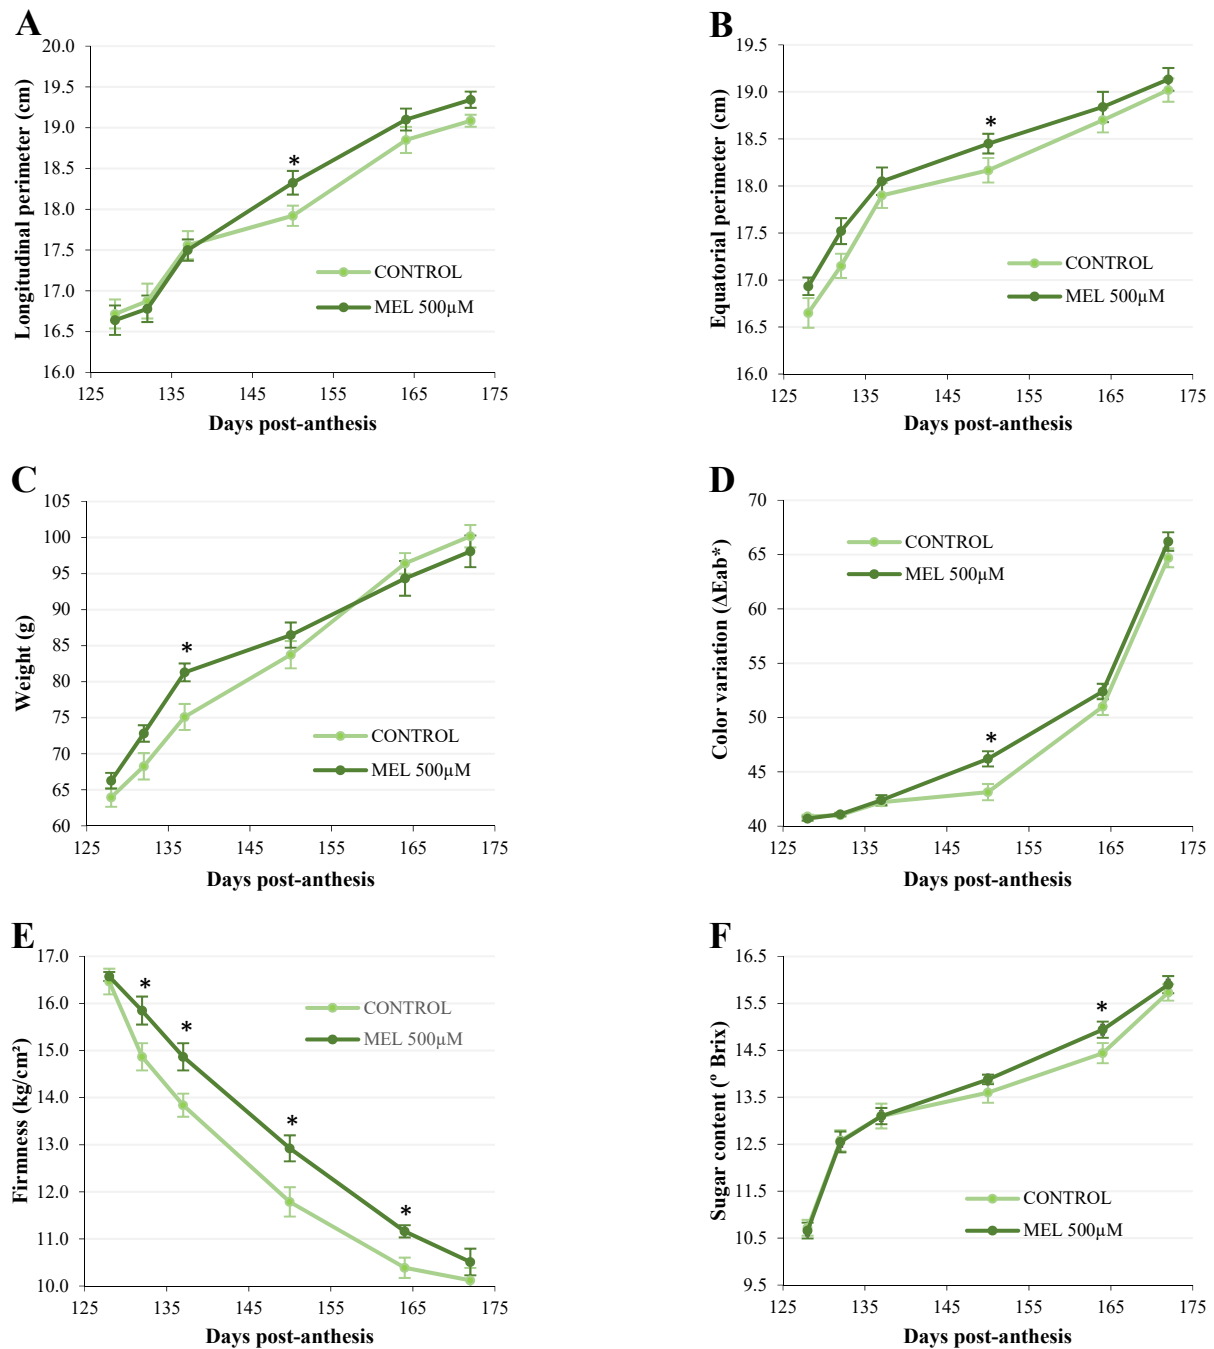 A
Longitudinal perimeter (cm)
20.0
19.0
18.5
18.0
17.5
17.0
16.5
16.0
*
CONTROL
MEL 500µM
125 135 145 155 165 175
Days post-anthesis
B
Equatorial perimeter (cm)
19.5
19.0
18.5
18.0
17.5
17.0
16.5
16.0
*
CONTROL
MEL 500µM
125 135 145 155 165 175
Days post-anthesis
C
Weight (g)
105
100
95
90
85
80
75
70
65
60
*
CONTROL
MEL 500µM
125 135 145 155 165 175
Days post-anthesis
D
Color variation (ΔEab*)
70
65
60
55
50
45
40
*
CONTROL
MEL 500µM
125 135 145 155 165 175
Days post-anthesis
E
Firmness (kg/cm²)
17.0
16.0
15.0
14.0
13.0
12.0
11.0
10.0
* * * *
CONTROL
MEL 500µM
125 135 145 155 165 175
Days post-anthesis
F
Sugar content (º Brix)
16.5
15.5
14.5
13.5
12.5
11.5
10.5
9.5
*
CONTROL
MEL 500µM
125 135 145 155 165 175
Days post-anthesis